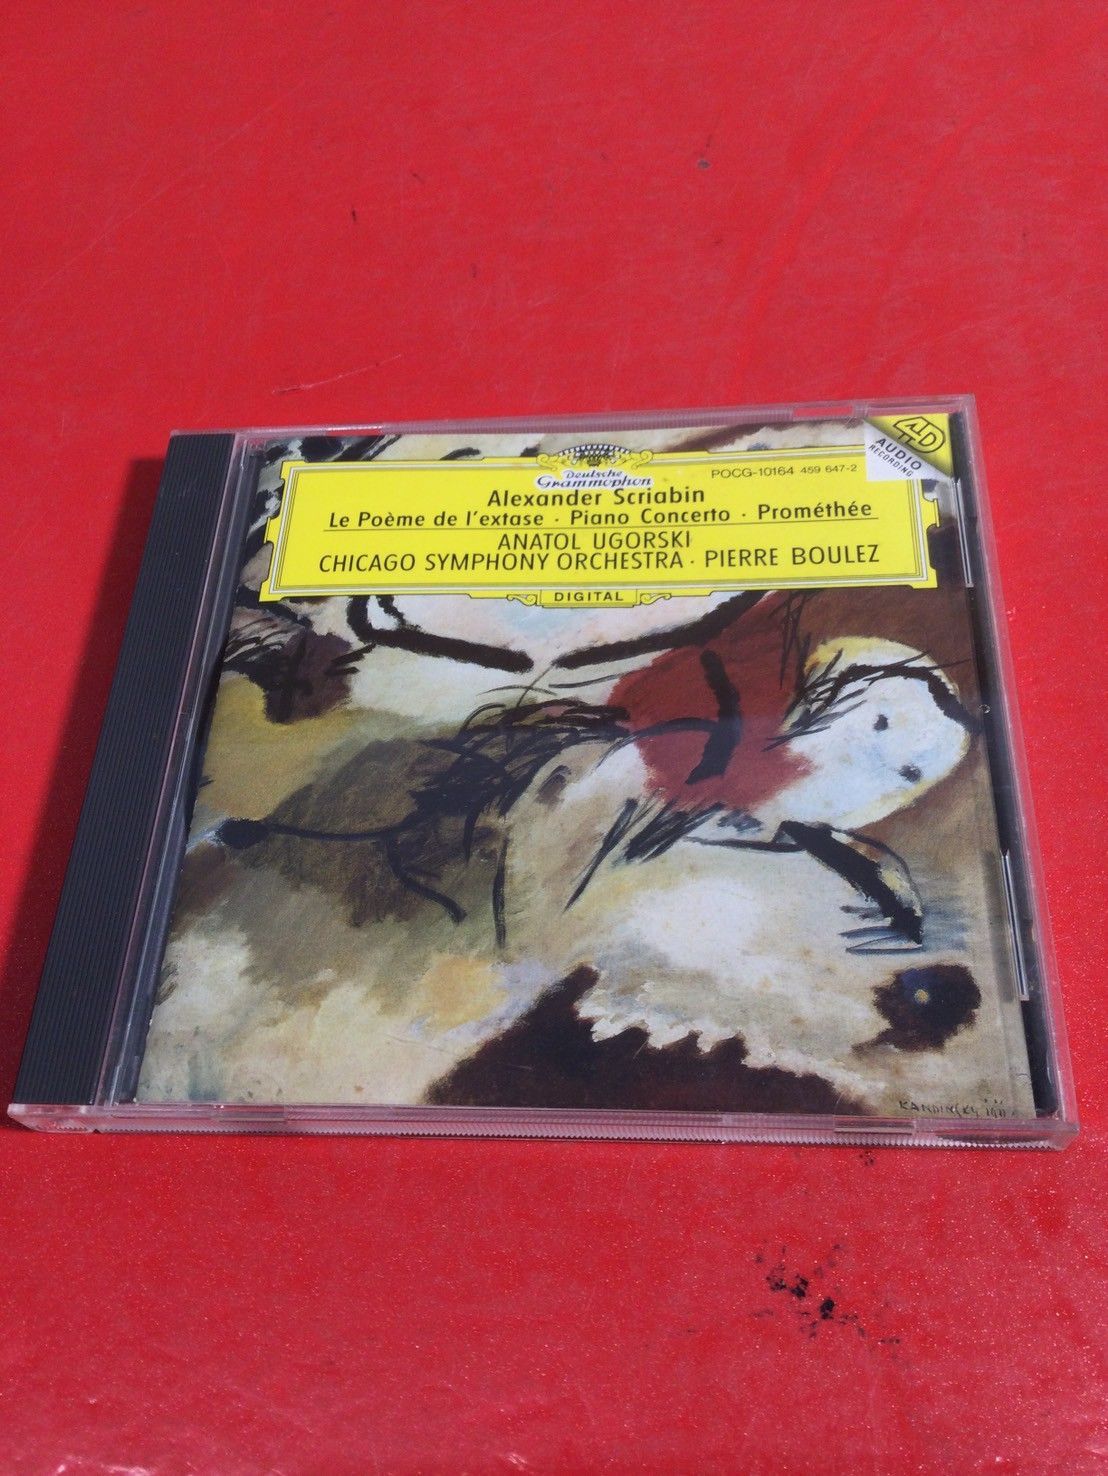 4D
AUDIO
RECORDING
Deutsche
Grammophon
POCG-10164 459 647-2
Alexander Scriabin
Le Poème de l'extase · Piano Concerto · Prométhée
ANATOL UGORSKI
CHICAGO SYMPHONY ORCHESTRA · PIERRE BOULEZ
DIGITAL
KANDINSKY